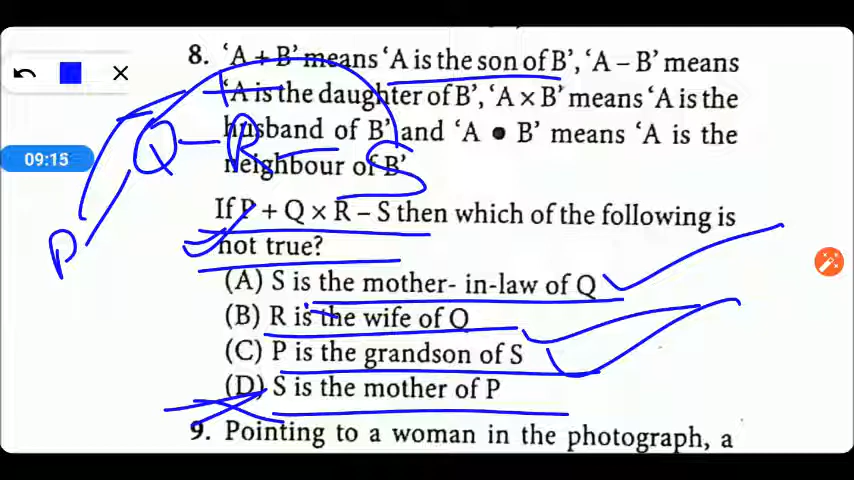 8. ‘A + B’ means ‘A is the son of B’, ‘A – B’ means
‘A is the daughter of B’, ‘A × B’ means ‘A is the
husband of B’ and ‘A ● B’ means ‘A is the
neighbour of B’
If P + Q × R – S then which of the following is
not true?
(A) S is the mother- in-law of Q
(B) R is the wife of Q
(C) P is the grandson of S
(D) S is the mother of P
9. Pointing to a woman in the photograph, a
09:15
Q – R
S
P